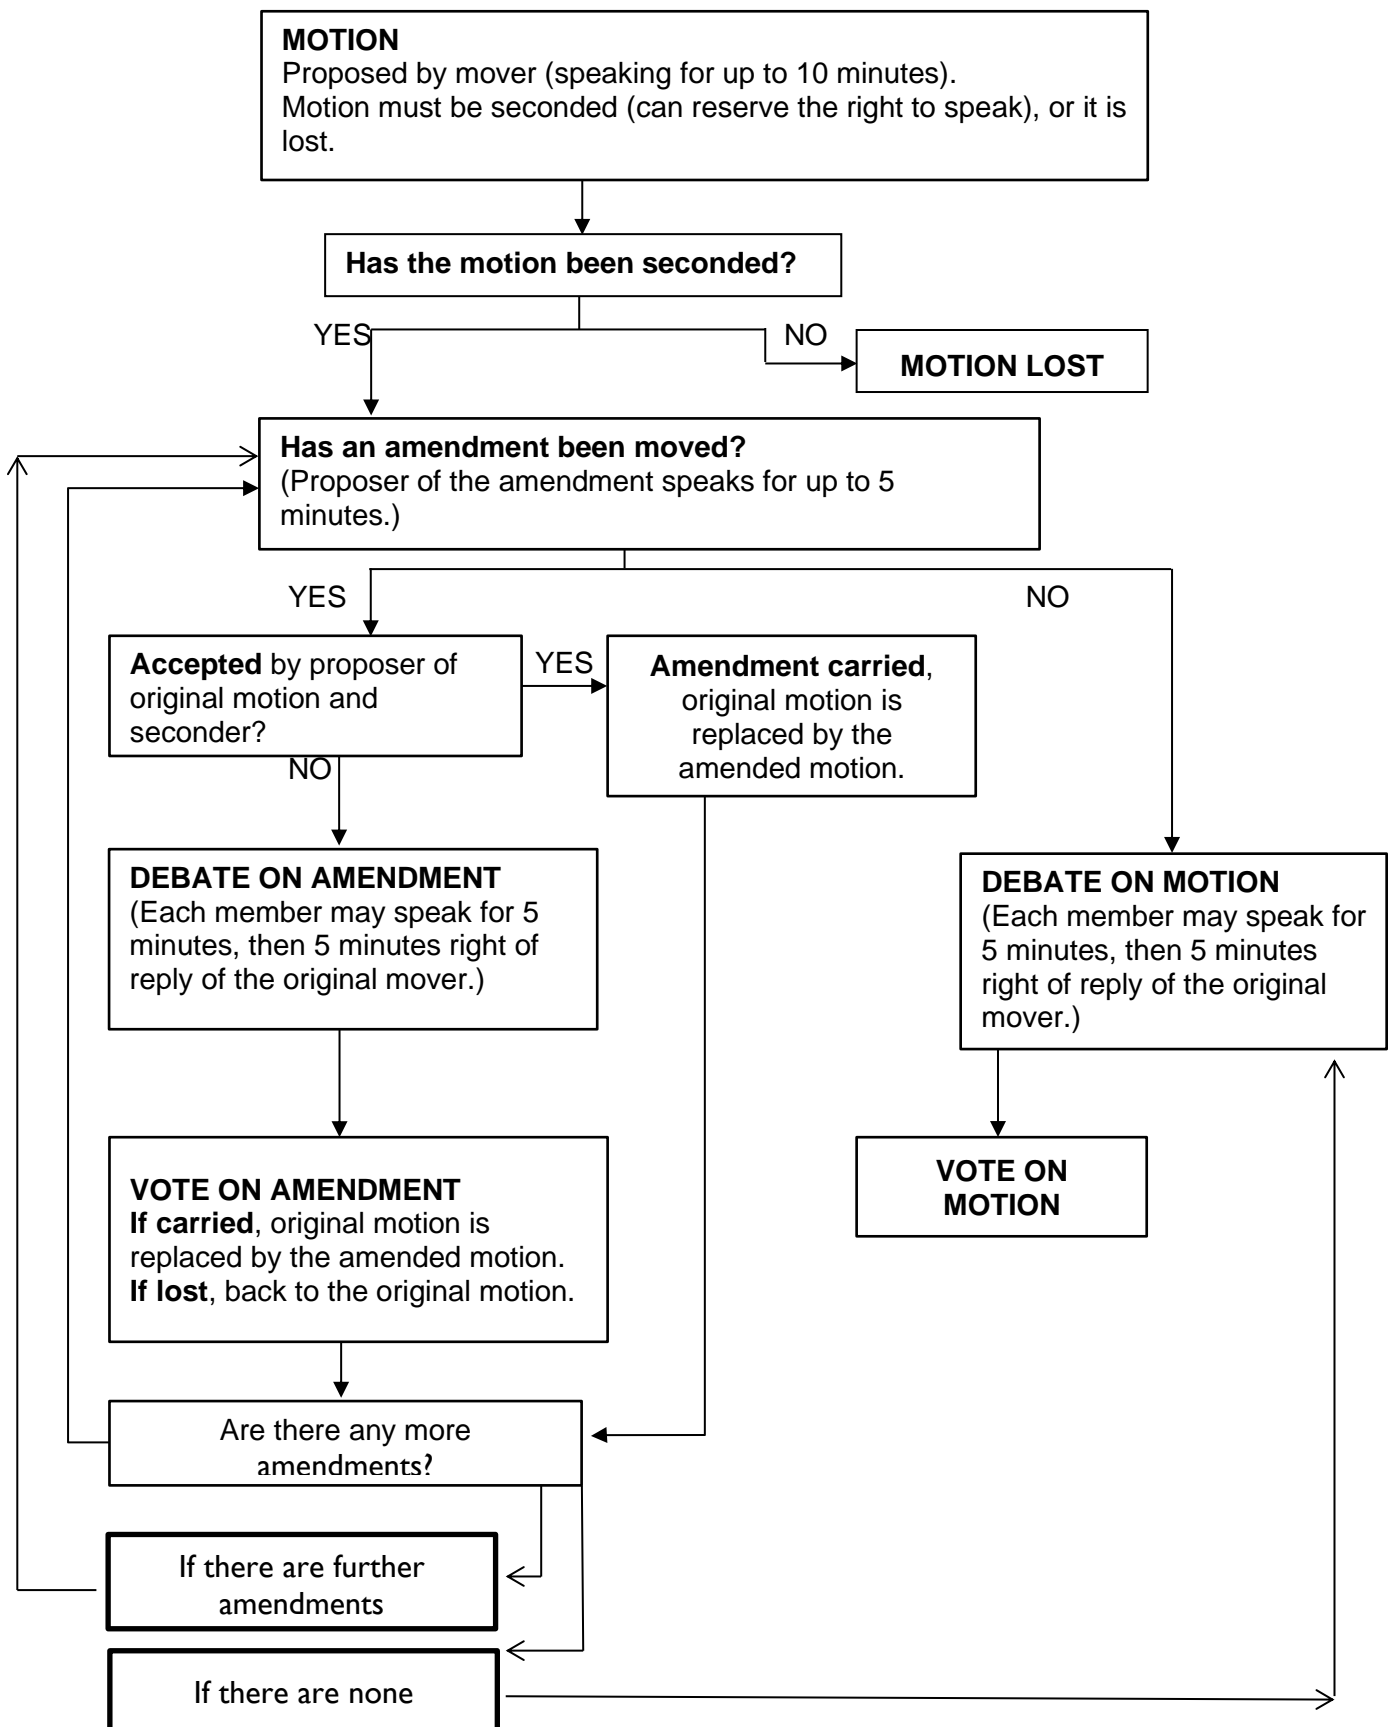 MOTION
Proposed by mover (speaking for up to 10 minutes).
Motion must be seconded (can reserve the right to speak), or it is
lost.
Has the motion been seconded?
YES
NO
MOTION LOST
Has an amendment been moved?
(Proposer of the amendment speaks for up to 5
minutes.)
YES
NO
Accepted by proposer of
original motion and
seconder?
YES
Amendment carried,
original motion is
replaced by the
amended motion.
NO
DEBATE ON AMENDMENT
(Each member may speak for 5
minutes, then 5 minutes right of
reply of the original mover.)
DEBATE ON MOTION
(Each member may speak for
5 minutes, then 5 minutes
right of reply of the original
mover.)
VOTE ON AMENDMENT
If carried, original motion is
replaced by the amended motion.
If lost, back to the original motion.
VOTE ON
MOTION
Are there any more
amendments?
If there are further
amendments
If there are none